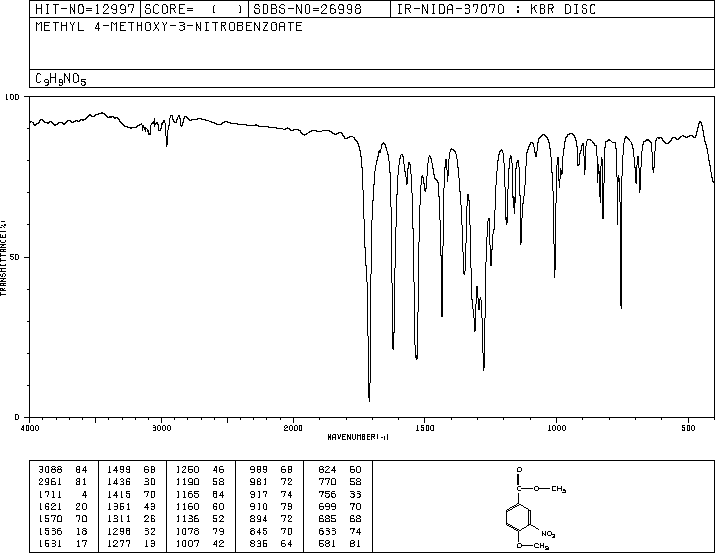 HIT-NO=12997 SCORE= ( ) SDBS-NO=26998 IR-NIDA-37070 : KBR DISC
METHYL 4-METHOXY-3-NITROBENZOATE
C9H9NO5
100
TRANSMITTANCE(%)
50
0
4000 3000 2000 1500 1000 500
WAVENUMBER(-1)
3088 84 1499 68 1250 46 989 68 824 60
2961 81 1436 30 1190 58 981 72 770 58
1711 4 1415 70 1165 64 917 74 756 33
1621 20 1351 43 1160 60 910 79 699 70
1570 70 1311 26 1136 52 894 72 685 68
1536 18 1298 32 1078 79 845 70 633 74
1531 17 1277 13 1007 42 836 64 581 81
O
C—O—CH3
NO2
O—CH3